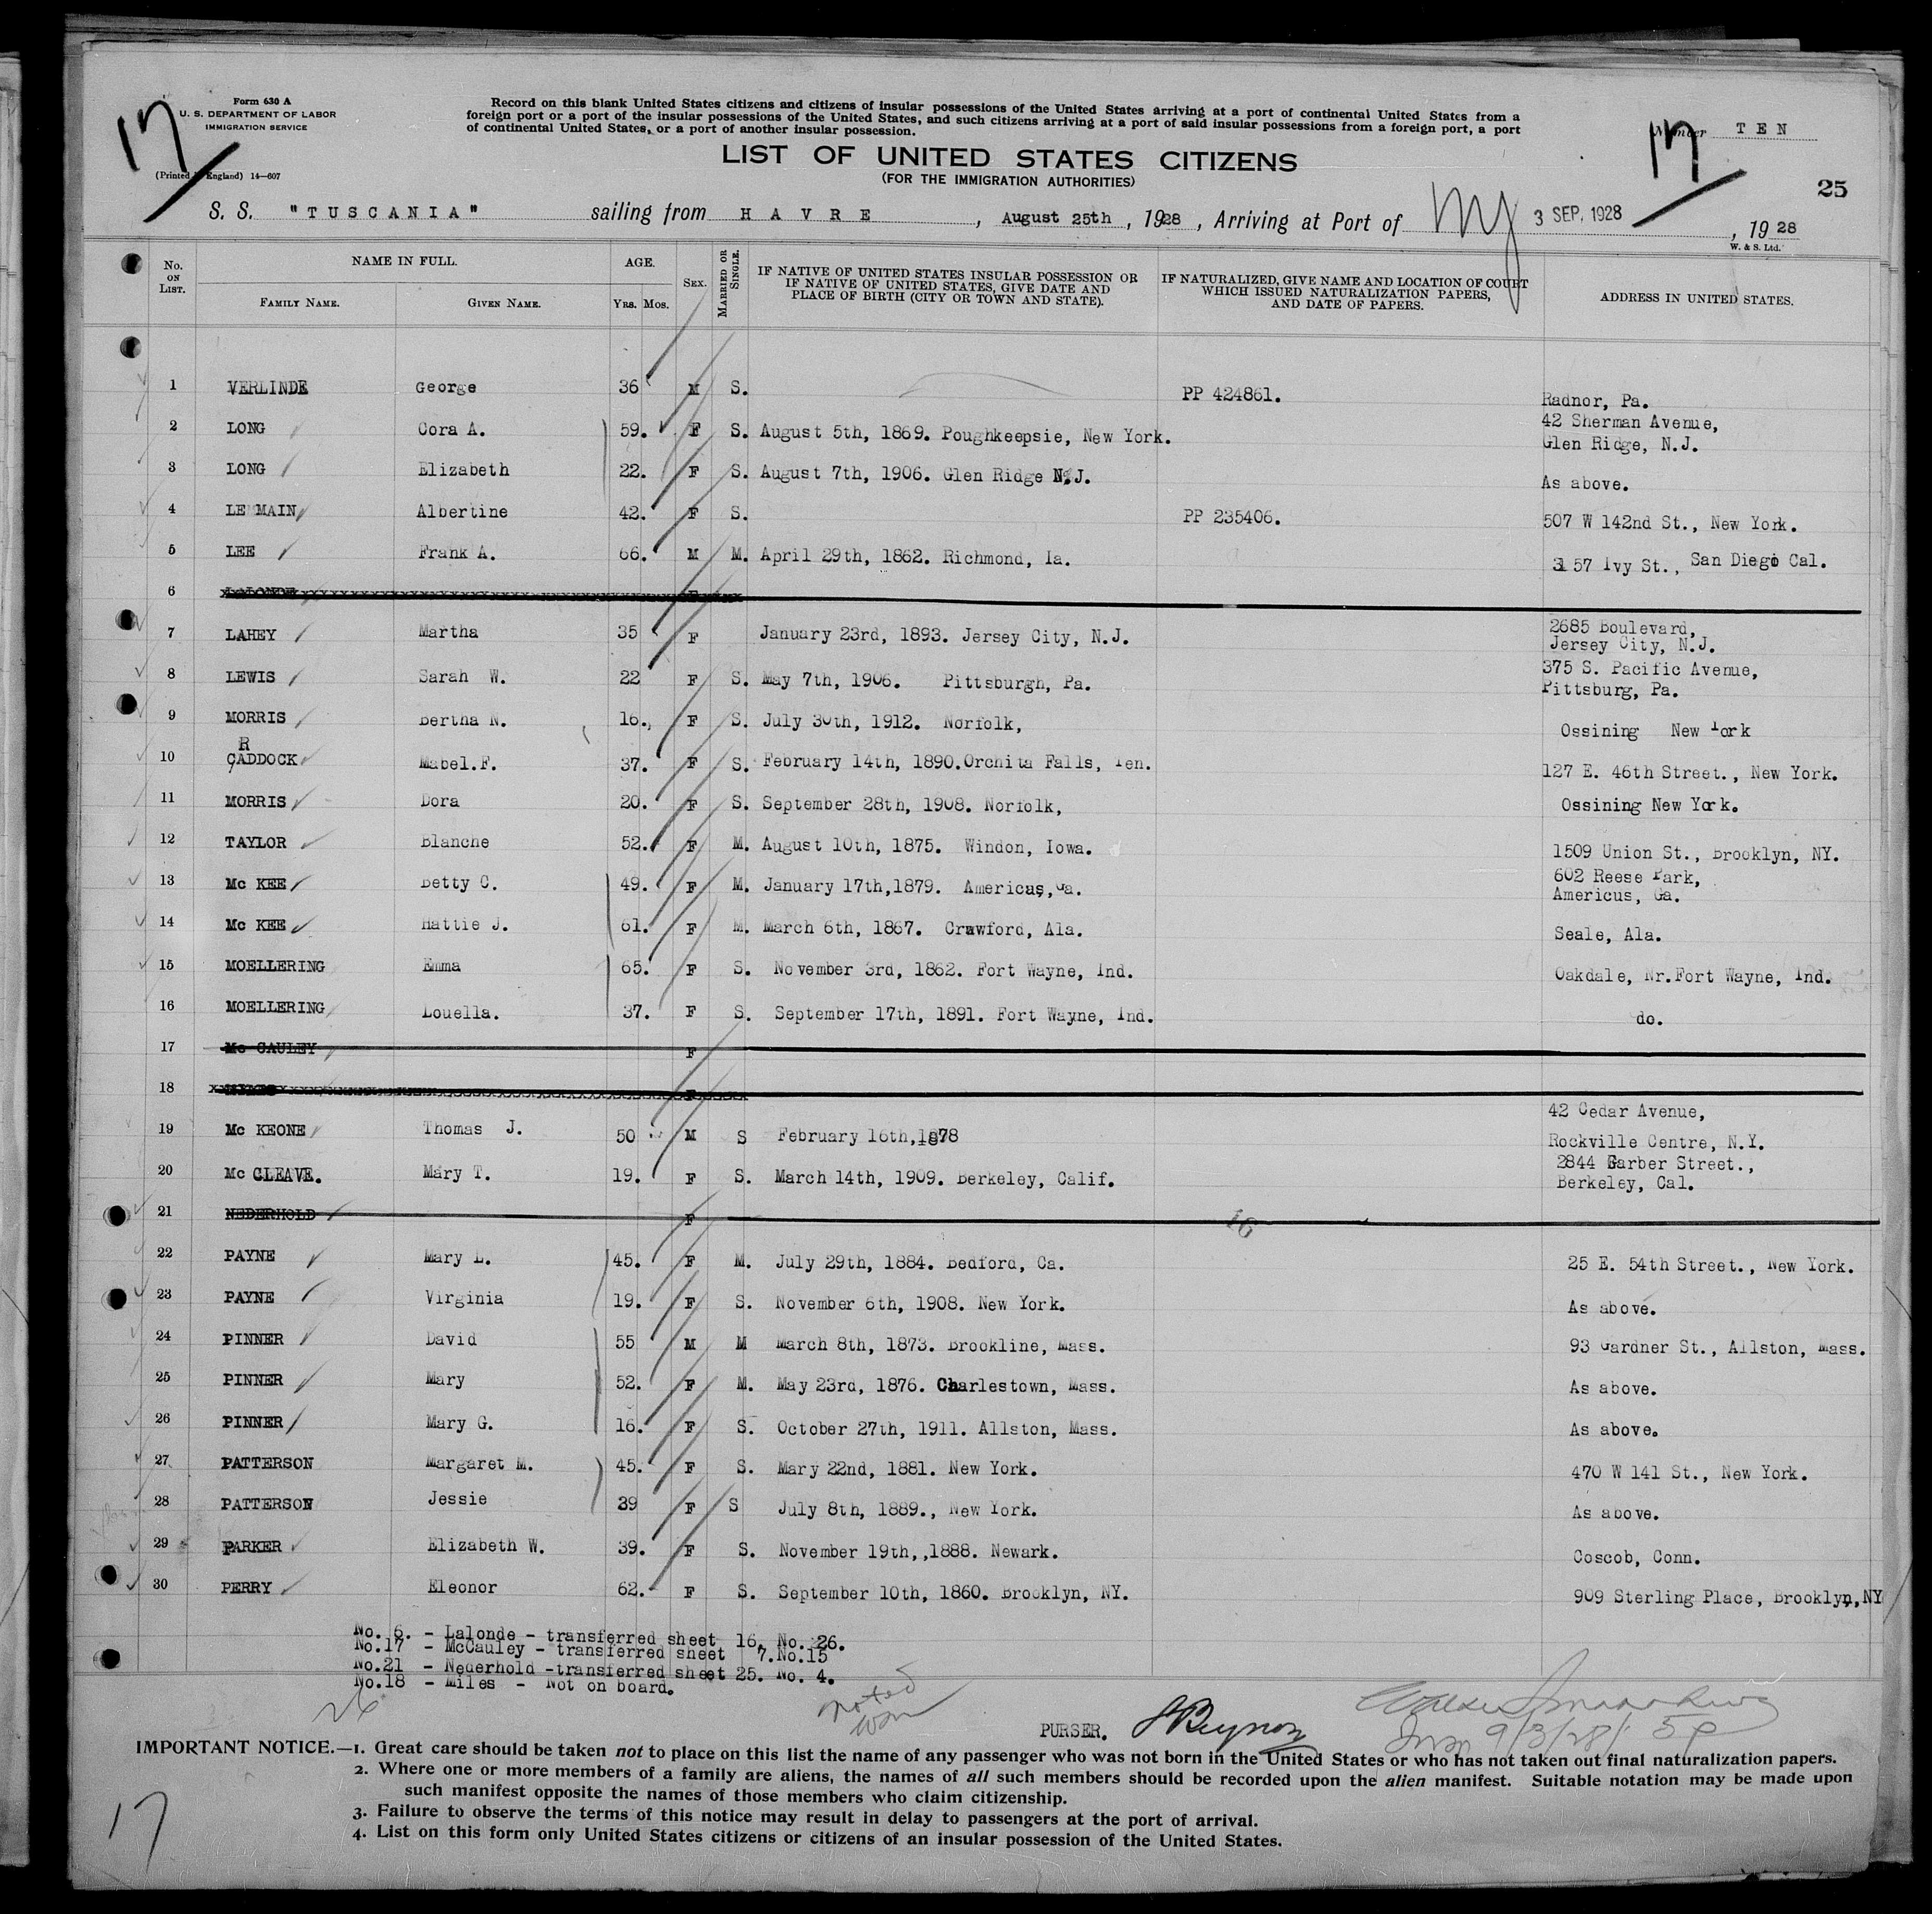 Form 630 A
U. S. DEPARTMENT OF LABOR
IMMIGRATION SERVICE
(Printed England) 14—607
17
Record on this blank United States citizens and citizens of insular possessions of the United States arriving at a port of continental United States from a
foreign port or a port of the insular possessions of the United States, and such citizens arriving at a port of said insular possessions from a foreign port, a port
of continental United States, or a port of another insular possession.
Number TEN
17
LIST OF UNITED STATES CITIZENS
(FOR THE IMMIGRATION AUTHORITIES)
25
S. S. "TUSCANIA" sailing from HAVRE, August 25th, 1928, Arriving at Port of NY 3 SEP. 1928, 1928
W. & S. Ltd.
No. ON LIST. NAME IN FULL. AGE. SEX. MARRIED OR SINGLE. IF NATIVE OF UNITED STATES INSULAR POSSESSION OR IF NATIVE OF UNITED STATES, GIVE DATE AND PLACE OF BIRTH (CITY OR TOWN AND STATE). IF NATURALIZED, GIVE NAME AND LOCATION OF COURT WHICH ISSUED NATURALIZATION PAPERS, AND DATE OF PAPERS. ADDRESS IN UNITED STATES.
FAMILY NAME. GIVEN NAME. YRS. MOS.
1 VERLINDE George 36 M S. PP 424861. Radnor, Pa.
2 LONG Cora A. 59. F S. August 5th, 1869. Poughkeepsie, New York. 42 Sherman Avenue, Glen Ridge, N.J.
3 LONG Elizabeth 22. F S. August 7th, 1906. Glen Ridge N.J. As above.
4 LE MAIN Albertine 42. F S. PP 235406. 507 W 142nd St., New York.
5 LEE Frank A. 66. M M. April 29th, 1862. Richmond, Ia. 3157 Ivy St., San Diego Cal.
6 LALONDE F
7 LAHEY Martha 35 F January 23rd, 1893. Jersey City, N.J. 2685 Boulevard, Jersey City, N.J.
8 LEWIS Sarah W. 22 F S. May 7th, 1906. Pittsburgh, Pa. 375 S. Pacific Avenue, Pittsburg, Pa.
9 MORRIS Bertha N. 16. F S. July 30th, 1912. Norfolk, Ossining New York
10 CRADDOCK Mabel.F. 37. F S. February 14th, 1890. Orchita Falls, Ten. 127 E. 46th Street., New York.
11 MORRIS Dora 20. F S. September 28th, 1908. Norfolk, Ossining New York.
12 TAYLOR Blanche 52. F M. August 10th, 1875. Windon, Iowa. 1509 Union St., Brooklyn, NY.
13 Mc KEE Betty C. 49. F M. January 17th,1879. Americus, Ga. 602 Reese Park, Americus, Ga.
14 Mc KEE Hattie J. 61. F M. March 6th, 1867. Crawford, Ala. Seale, Ala.
15 MOELLERING Emma 65. F S. November 3rd, 1862. Fort Wayne, Ind. Oakdale, Nr.Fort Wayne, Ind.
16 MOELLERING Louella. 37. F S. September 17th, 1891. Fort Wayne, Ind. do.
17 Mc CAULEY F
18 F
19 Mc KEONE Thomas J. 50 M S February 16th,1878 42 Cedar Avenue, Rockville Centre, N.Y.
20 Mc CLEAVE. Mary T. 19. F S. March 14th, 1909. Berkeley, Calif. 2844 Garber Street., Berkeley, Cal.
21 NEDERHOLD F 16
22 PAYNE Mary L. 45. F M. July 29th, 1884. Bedford, Ca. 25 E. 54th Street., New York.
23 PAYNE Virginia 19. F S. November 6th, 1908. New York. As above.
24 PINNER David 55 M M March 8th, 1873. Brookline, Mass. 93 Gardner St., Allston, Mass.
25 PINNER Mary 52. F M. May 23rd, 1876. Charlestown, Mass. As above.
26 PINNER Mary G. 16. F S. October 27th, 1911. Allston, Mass. As above.
27 PATTERSON Margaret M. 45. F S. Mary 22nd, 1881. New York. 470 W 141 St., New York.
28 PATTERSON Jessie 39 F S July 8th, 1889., New York. As above.
29 PARKER Elizabeth W. 39. F S. November 19th,,1888. Newark. Coscob, Conn.
30 PERRY Eleonor 62. F S. September 10th, 1860. Brooklyn, NY. 909 Sterling Place, Brooklyn,NY
No. 6. - Lalonde - transferred sheet 16. No. 26.
No.17 - McCauley - transferred sheet 7.No.15
No.21 - Nederhold -transferred sheet 25. No. 4.
No.18 - Miles - Not on board.
26
noted
PURSER. Beynon
Insp 9/3/28
IMPORTANT NOTICE.—1. Great care should be taken not to place on this list the name of any passenger who was not born in the United States or who has not taken out final naturalization papers.
2. Where one or more members of a family are aliens, the names of all such members should be recorded upon the alien manifest. Suitable notation may be made upon
such manifest opposite the names of those members who claim citizenship.
3. Failure to observe the terms of this notice may result in delay to passengers at the port of arrival.
4. List on this form only United States citizens or citizens of an insular possession of the United States.
17